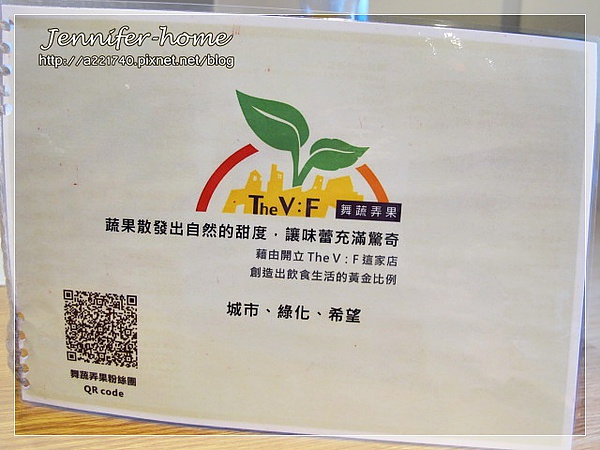 Jennifer-home
http://a221740.pixnet.net/blog
The V:F 舞蔬弄果
蔬果散發出自然的甜度，讓味蕾充滿驚奇
藉由開立 The V：F 這家店
創造出飲食生活的黃金比例
城市、綠化、希望
舞蔬弄果粉絲團
QR code